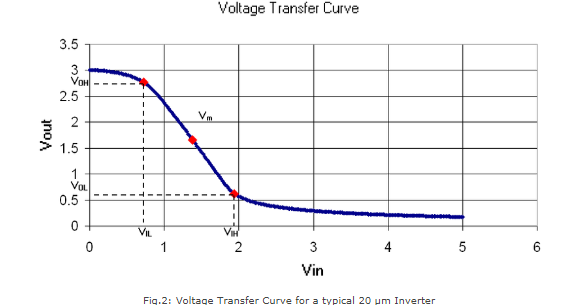 Voltage Transfer Curve
3.5
3
VOH
2.5
Vm
2
Vout
1.5
1
VOL
0.5
0
VIL
VIH
0 1 2 3 4 5 6
Vin
Fig.2: Voltage Transfer Curve for a typical 20 µm Inverter